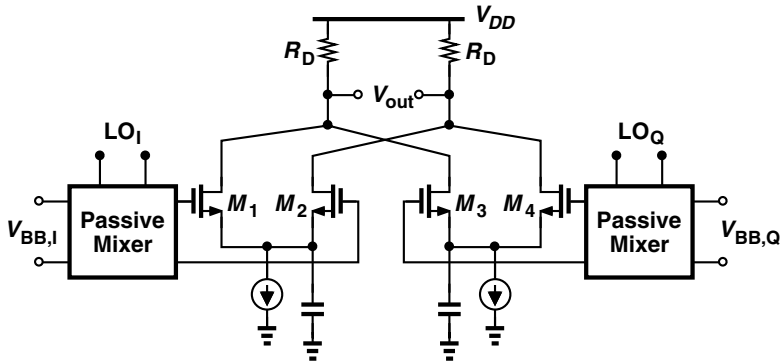 V_DD
R_D
R_D
V_out
LO_I
LO_Q
M_1
M_2
M_3
M_4
Passive
Mixer
Passive
Mixer
V_BB,I
V_BB,Q